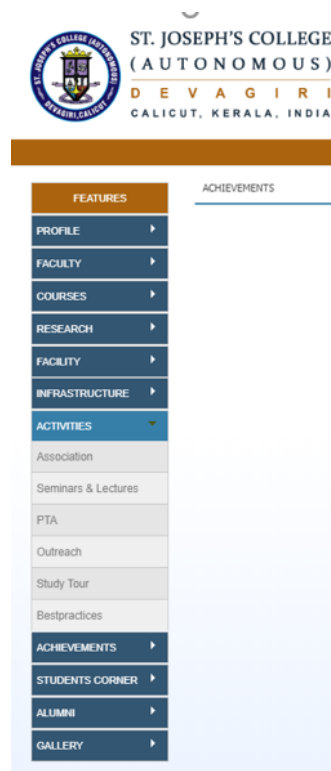 ST. JOSEPH'S COLLEGE
(AUTONOMOUS)
DEVAGIRI
CALICUT, KERALA, INDIA
FEATURES
ACHIEVEMENTS
PROFILE
FACULTY
COURSES
RESEARCH
FACILITY
INFRASTRUCTURE
ACTIVITIES
Association
Seminars & Lectures
PTA
Outreach
Study Tour
Bestpractices
ACHIEVEMENTS
STUDENTS CORNER
ALUMNI
GALLERY